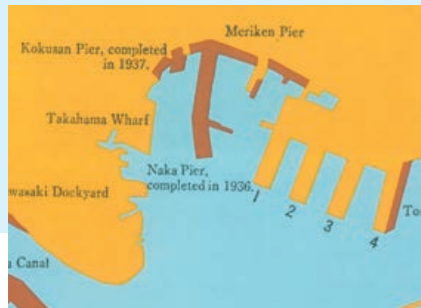 Meriken Pier
Kokusan Pier, completed
in 1937.
Takahama Wharf
Naka Pier,
completed in 1936.
1
2
3
4
wasaki Dockyard
To
a Canal